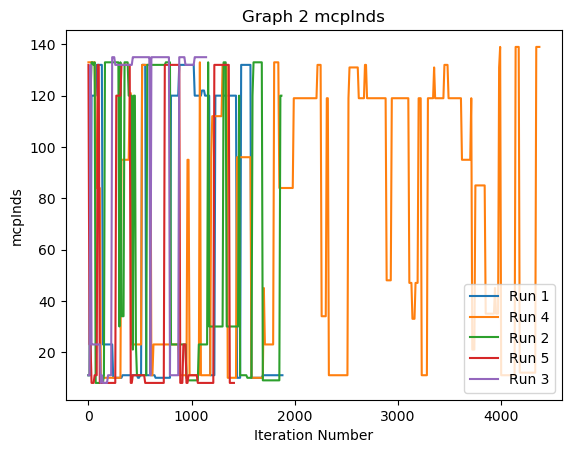 Graph 2 mcpInds
mcpInds
140
120
100
80
60
40
20
0
1000
2000
3000
4000
Iteration Number
Run 1
Run 4
Run 2
Run 5
Run 3